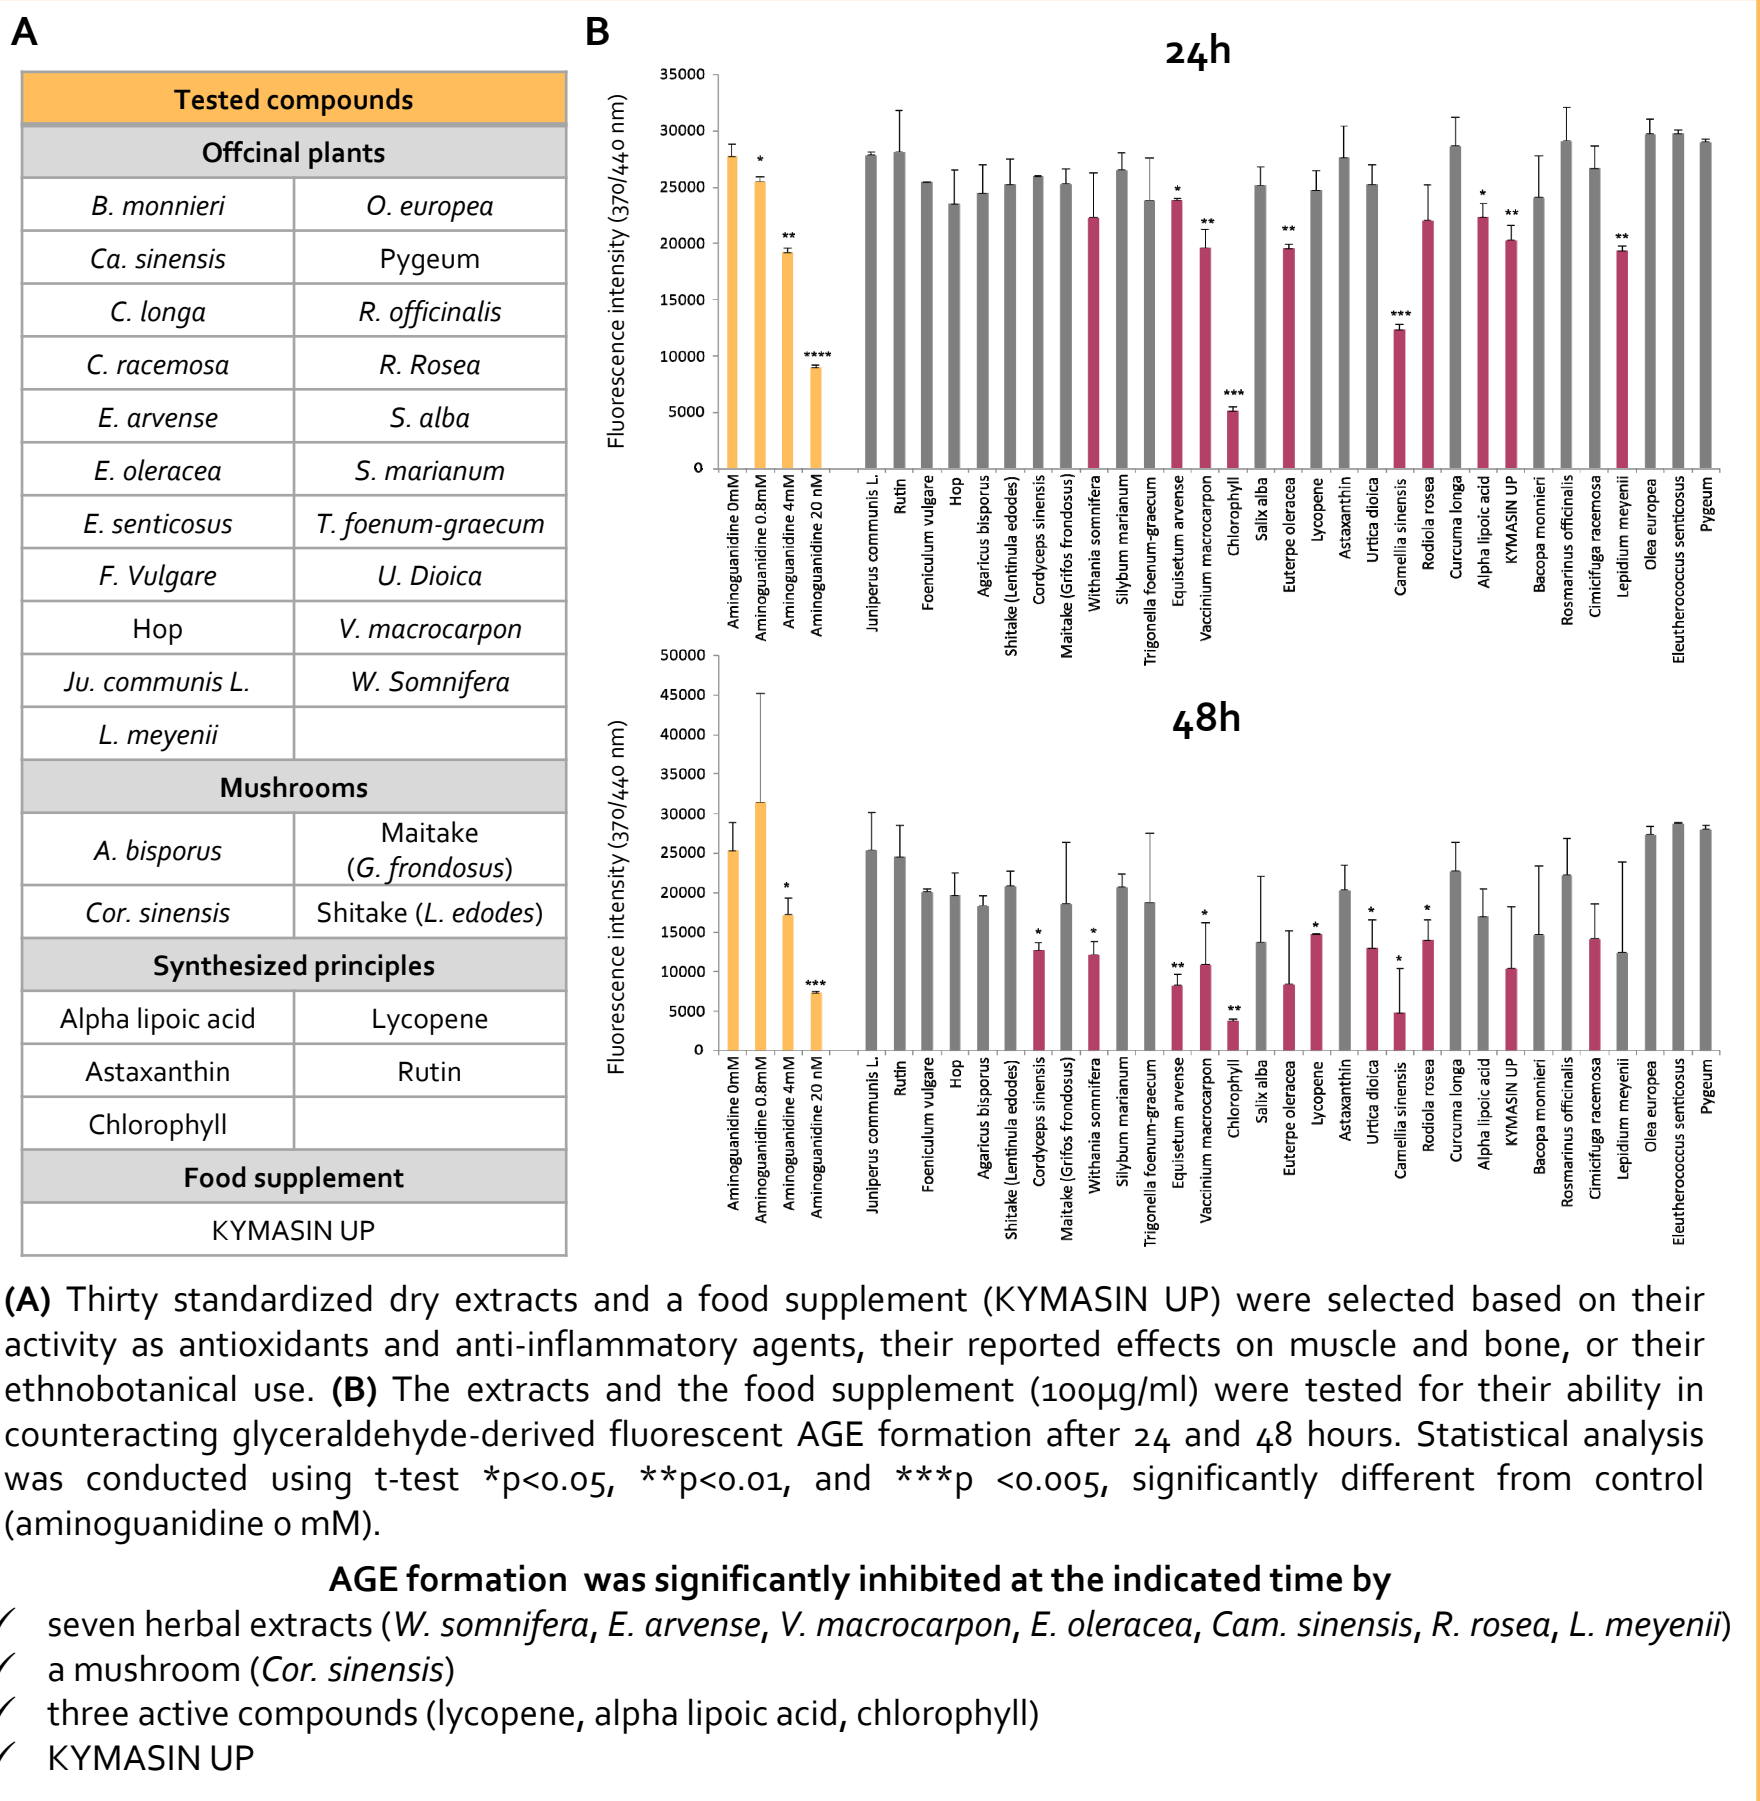 A
Tested compounds
Offcinal plants
B. monnieri O. europea
Ca. sinensis Pygeum
C. longa R. officinalis
C. racemosa R. Rosea
E. arvense S. alba
E. oleracea S. marianum
E. senticosus T. foenum-graecum
F. Vulgare U. Dioica
Hop V. macrocarpon
Ju. communis L. W. Somnifera
L. meyenii
Mushrooms
A. bisporus Maitake
(G. frondosus)
Cor. sinensis Shitake (L. edodes)
Synthesized principles
Alpha lipoic acid Lycopene
Astaxanthin Rutin
Chlorophyll
Food supplement
KYMASIN UP
B
24h
Fluorescence intensity (370/440 nm)
35000
30000
25000
20000
15000
10000
5000
0
* ** **** * ** *** ** *** * ** **
Aminoguanidine 0mM
Aminoguanidine 0.8mM
Aminoguanidine 4mM
Aminoguanidine 20 nM
Juniperus communis L.
Rutin
Foeniculum vulgare
Hop
Agaricus bisporus
Shitake (Lentinula edodes)
Cordyceps sinensis
Maitake (Grifos frondosus)
Withania somnifera
Silybum marianum
Trigonella foenum-graecum
Equisetum arvense
Vaccinium macrocarpon
Chlorophyll
Salix alba
Euterpe oleracea
Lycopene
Astaxanthin
Urtica dioica
Camellia sinensis
Rodiola rosea
Curcuma longa
Alpha lipoic acid
KYMASIN UP
Bacopa monnieri
Rosmarinus officinalis
Cimicifuga racemosa
Lepidium meyenii
Olea europea
Eleutherococcus senticosus
Pygeum
48h
Fluorescence intensity (370/440 nm)
50000
45000
40000
35000
30000
25000
20000
15000
10000
5000
0
* *** * * ** * ** * * * *
Aminoguanidine 0mM
Aminoguanidine 0.8mM
Aminoguanidine 4mM
Aminoguanidine 20 nM
Juniperus communis L.
Rutin
Foeniculum vulgare
Hop
Agaricus bisporus
Shitake (Lentinula edodes)
Cordyceps sinensis
Maitake (Grifos frondosus)
Withania somnifera
Silybum marianum
Trigonella foenum-graecum
Equisetum arvense
Vaccinium macrocarpon
Chlorophyll
Salix alba
Euterpe oleracea
Lycopene
Astaxanthin
Urtica dioica
Camellia sinensis
Rodiola rosea
Curcuma longa
Alpha lipoic acid
KYMASIN UP
Bacopa monnieri
Rosmarinus officinalis
Cimicifuga racemosa
Lepidium meyenii
Olea europea
Eleutherococcus senticosus
Pygeum
(A) Thirty standardized dry extracts and a food supplement (KYMASIN UP) were selected based on their
activity as antioxidants and anti-inflammatory agents, their reported effects on muscle and bone, or their
ethnobotanical use. (B) The extracts and the food supplement (100µg/ml) were tested for their ability in
counteracting glyceraldehyde-derived fluorescent AGE formation after 24 and 48 hours. Statistical analysis
was conducted using t-test *p<0.05, **p<0.01, and ***p <0.005, significantly different from control
(aminoguanidine 0 mM).
AGE formation was significantly inhibited at the indicated time by
✓ seven herbal extracts (W. somnifera, E. arvense, V. macrocarpon, E. oleracea, Cam. sinensis, R. rosea, L. meyenii)
✓ a mushroom (Cor. sinensis)
✓ three active compounds (lycopene, alpha lipoic acid, chlorophyll)
✓ KYMASIN UP